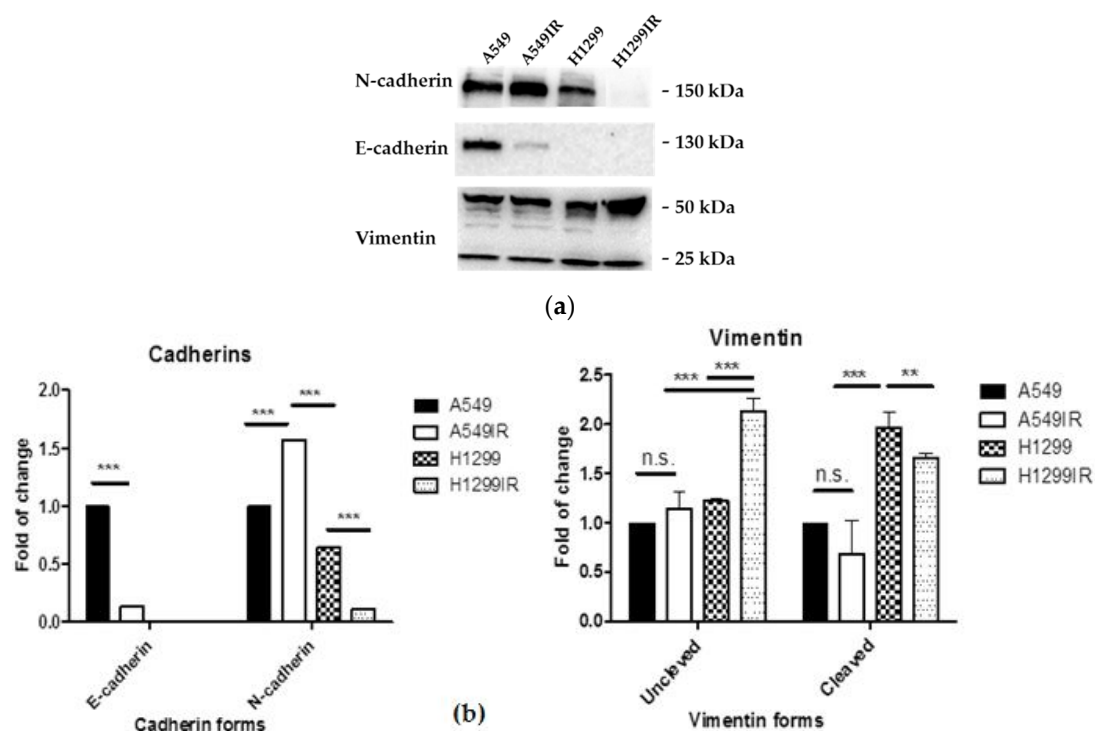 A549 A549IR H1299 H1299IR
N-cadherin - 150 kDa
E-cadherin - 130 kDa
- 50 kDa
Vimentin
- 25 kDa
(a)
Cadherins
Fold of change
2.0
1.5
1.0
0.5
0.0
***
***
***
***
A549
A549IR
H1299
H1299IR
E-cadherin
N-cadherin
Cadherin forms
(b)
Vimentin
Fold of change
2.5
2.0
1.5
1.0
0.5
0.0
n.s.
***
***
n.s.
***
**
A549
A549IR
H1299
H1299IR
Uncleved
Cleaved
Vimentin forms